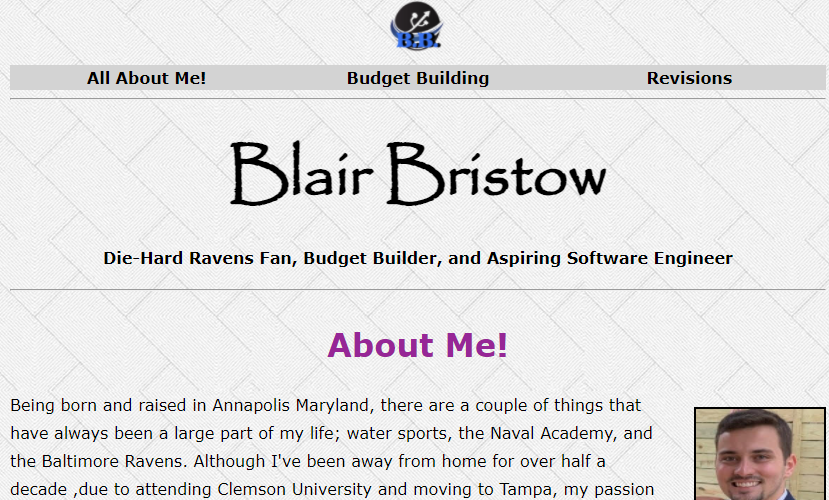 B.B.
All About Me! Budget Building Revisions
Blair Bristow
Die-Hard Ravens Fan, Budget Builder, and Aspiring Software Engineer
About Me!
Being born and raised in Annapolis Maryland, there are a couple of things that
have always been a large part of my life; water sports, the Naval Academy, and
the Baltimore Ravens. Although I've been away from home for over half a
decade ,due to attending Clemson University and moving to Tampa, my passion